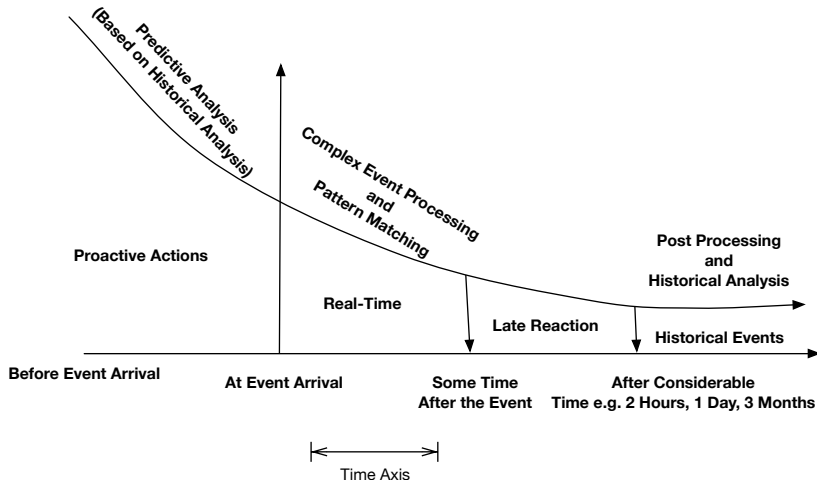 Predictive Analysis
(Based on Historical Analysis)
Complex Event Processing
and
Pattern Matching
Post Processing
and
Historical Analysis
Proactive Actions
Real-Time
Late Reaction
Historical Events
Before Event Arrival
At Event Arrival
Some Time
After the Event
After Considerable
Time e.g. 2 Hours, 1 Day, 3 Months
Time Axis